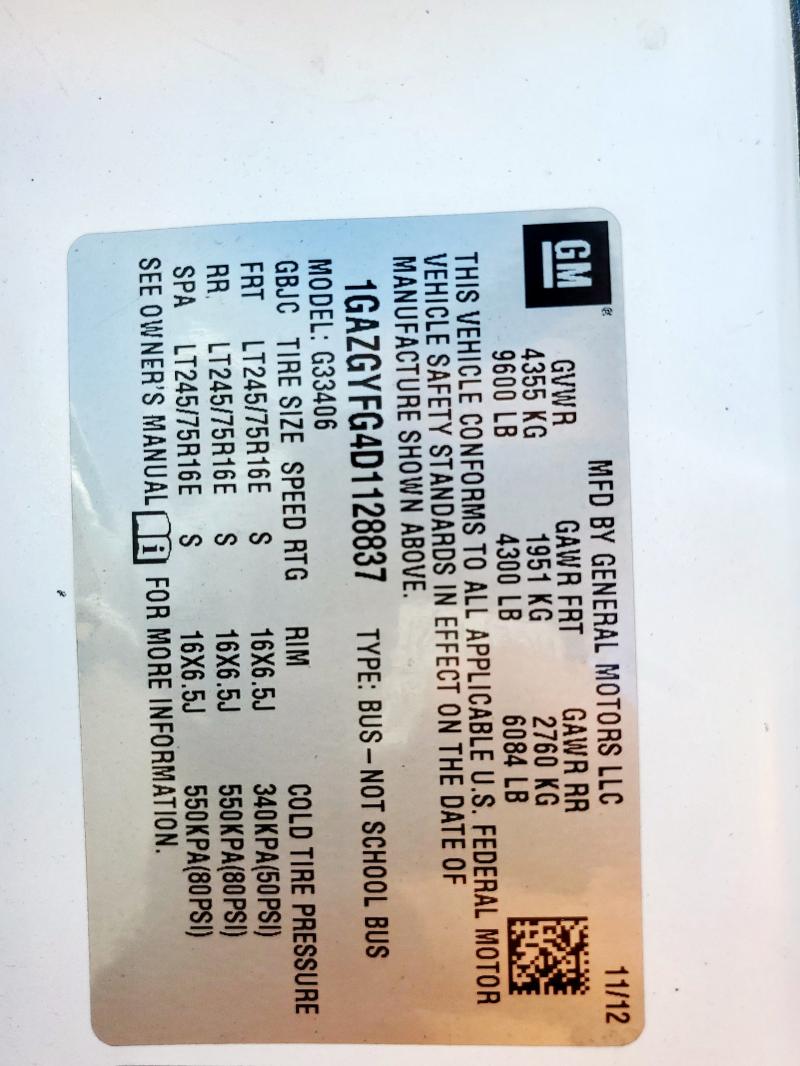 MFD BY GENERAL MOTORS LLC 11/12
GM®
GVWR GAWR FRT GAWR RR
4355 KG 1951 KG 2760 KG
9600 LB 4300 LB 6084 LB
THIS VEHICLE CONFORMS TO ALL APPLICABLE U.S. FEDERAL MOTOR
VEHICLE SAFETY STANDARDS IN EFFECT ON THE DATE OF
MANUFACTURE SHOWN ABOVE.
1GAZGYFG4D1128837 TYPE: BUS – NOT SCHOOL BUS
MODEL: G33406
GBJC TIRE SIZE SPEED RTG RIM COLD TIRE PRESSURE
FRT LT245/75R16E S 16X6.5J 340KPA(50PSI)
RR. LT245/75R16E S 16X6.5J 550KPA(80PSI)
SPA LT245/75R16E S 16X6.5J 550KPA(80PSI)
SEE OWNER'S MANUAL i FOR MORE INFORMATION.